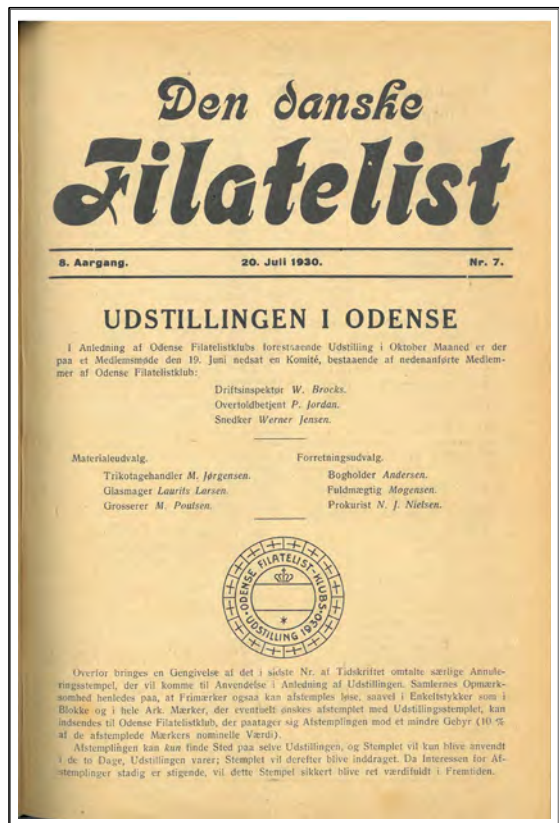 Den danske
Filatelist
8. Aargang. 20. Juli 1930. Nr. 7.
UDSTILLINGEN I ODENSE
I Anledning af Odense Filatelistklubs forestaaende Udstilling i Oktober Maaned er der
paa et Medlemsmøde den 19. Juni nedsat en Komité, bestaaende af nedenanførte Medlem-
mer af Odense Filatelistklub:
Driftsinspektør W. Brocks.
Overtoldbetjent P. Jordan.
Snedker Werner Jensen.
Materialeudvalg.
Trikotagehandler M. Jørgensen.
Glasmager Laurits Larsen.
Grosserer M. Poulsen.
Forretningsudvalg.
Bogholder Andersen.
Fuldmægtig Mogensen.
Prokurist N. J. Nielsen.
ODENSE FILATELIST-KLUBS
UDSTILLING 1930
Overfor bringes en Gengivelse af det i sidste Nr. af Tidskriftet omtalte særlige Annule-
ringsstempel, der vil komme til Anvendelse i Anledning af Udstillingen. Samlernes Opmærk-
somhed henledes paa, at Frimærker ogsaa kan afstemples løse, saavel i Enkeltstykker som i
Blokke og i hele Ark. Mærker, der eventuelt ønskes afstemplet med Udstillingsstemplet, kan
indsendes til Odense Filatelistklub, der paatager sig Afstemplingen mod et mindre Gebyr (10 %
af de afstemplede Mærkers nominelle Værdi).
Afstemplingen kan kun finde Sted paa selve Udstillingen, og Stemplet vil kun blive anvendt
i de to Dage, Udstillingen varer; Stemplet vil derefter blive inddraget. Da Interessen for Af-
stemplinger stadig er stigende, vil dette Stempel sikkert blive ret værdifuldt i Fremtiden.